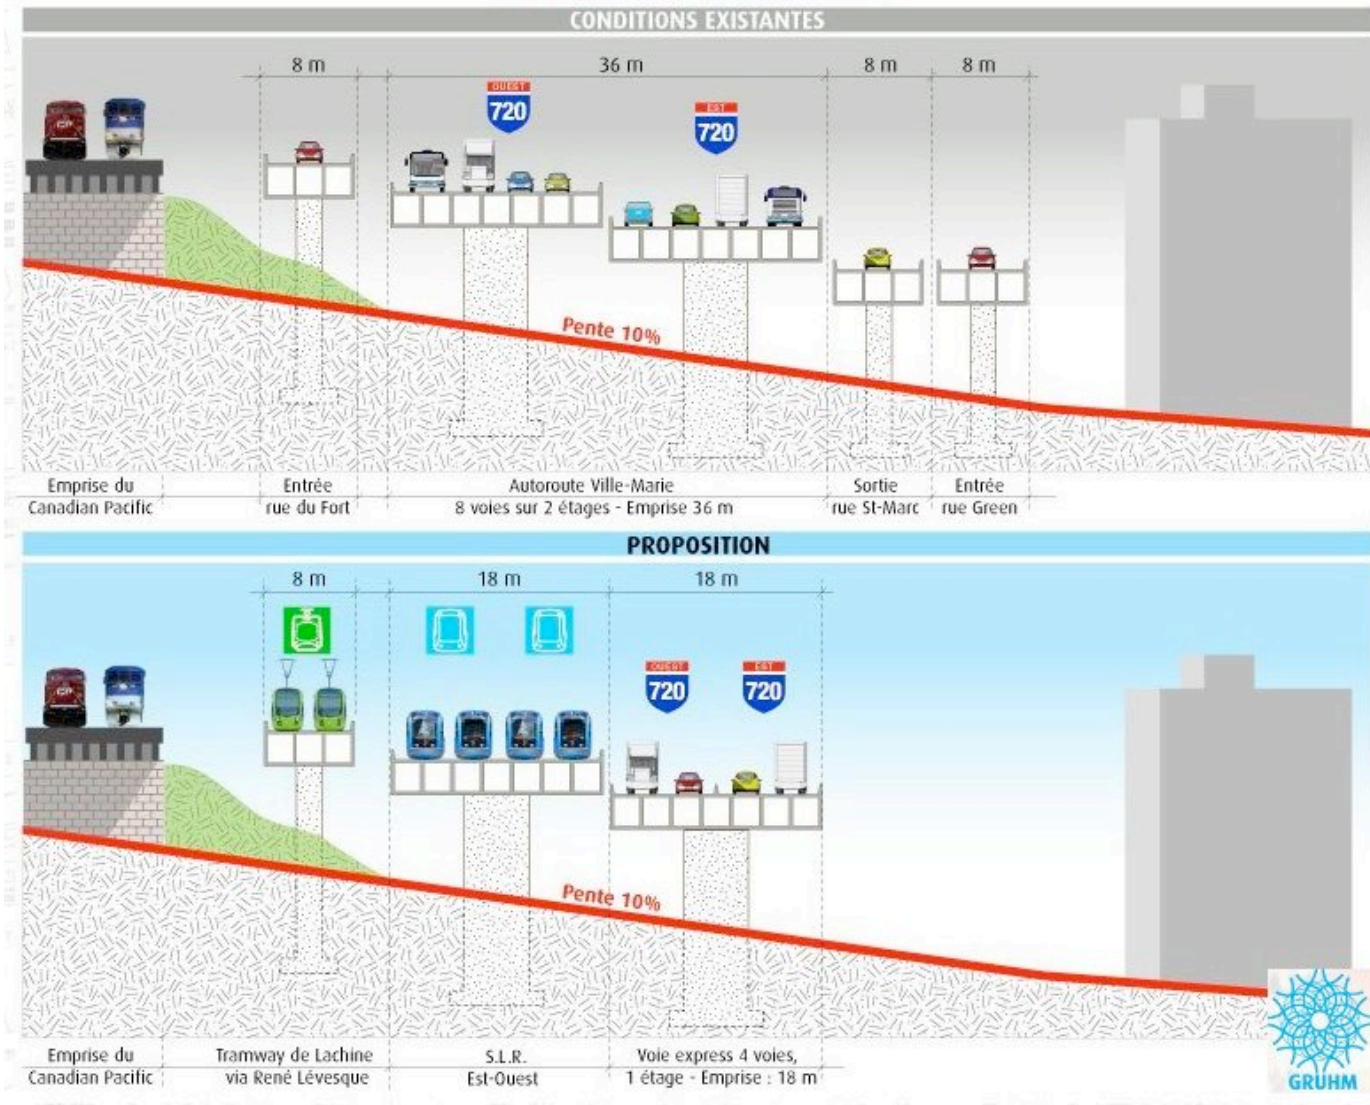 CONDITIONS EXISTANTES
8 m
36 m
8 m
8 m
OUEST
720
EST
720
CP
Pente 10%
Emprise du
Canadian Pacific
Entrée
rue du Fort
Autoroute Ville-Marie
8 voies sur 2 étages - Emprise 36 m
Sortie
rue St-Marc
Entrée
rue Green
PROPOSITION
8 m
18 m
18 m
OUEST
720
EST
720
CP
Pente 10%
Emprise du
Canadian Pacific
Tramway de Lachine
via René Lévesque
S.L.R.
Est-Ouest
Voie express 4 voies,
1 étage - Emprise : 18 m
GRUHM